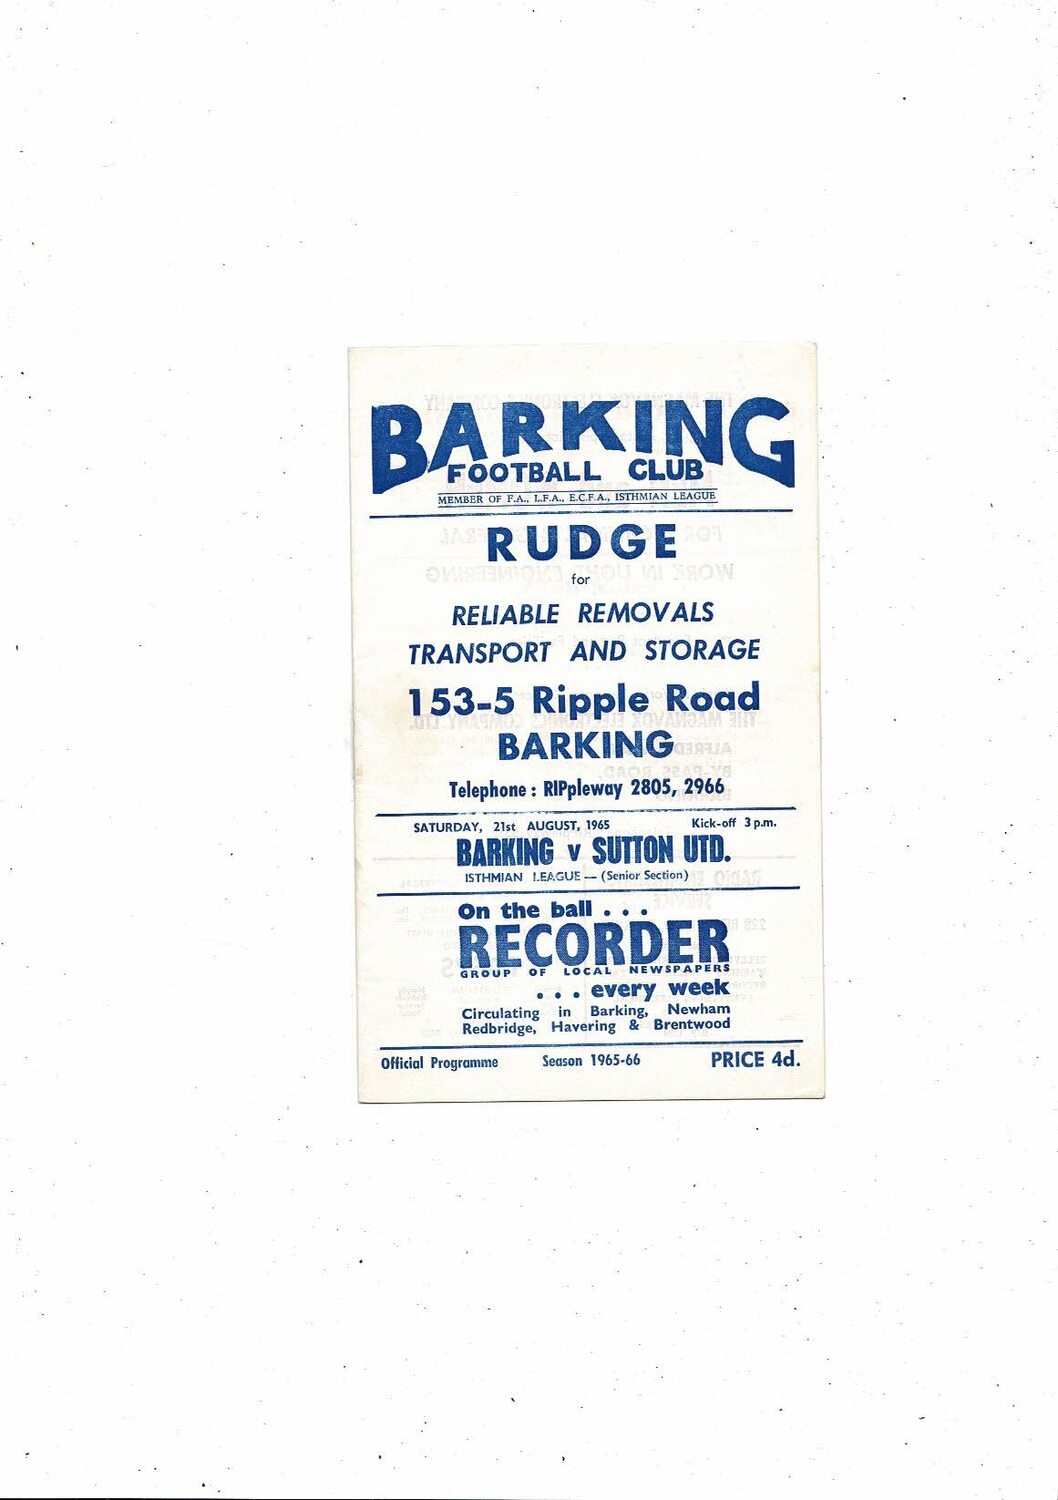 BARKING
FOOTBALL CLUB
MEMBER OF F.A., L.F.A., E.C.F.A., ISTHMIAN LEAGUE
RUDGE
for
RELIABLE REMOVALS
TRANSPORT AND STORAGE
153-5 Ripple Road
BARKING
Telephone : RIPpleway 2805, 2966
SATURDAY, 21st AUGUST, 1965 Kick-off 3 p.m.
BARKING v SUTTON UTD.
ISTHMIAN LEAGUE — (Senior Section)
On the ball . . .
RECORDER
GROUP OF LOCAL NEWSPAPERS
. . . every week
Circulating in Barking, Newham
Redbridge, Havering & Brentwood
Official Programme Season 1965-66 PRICE 4d.